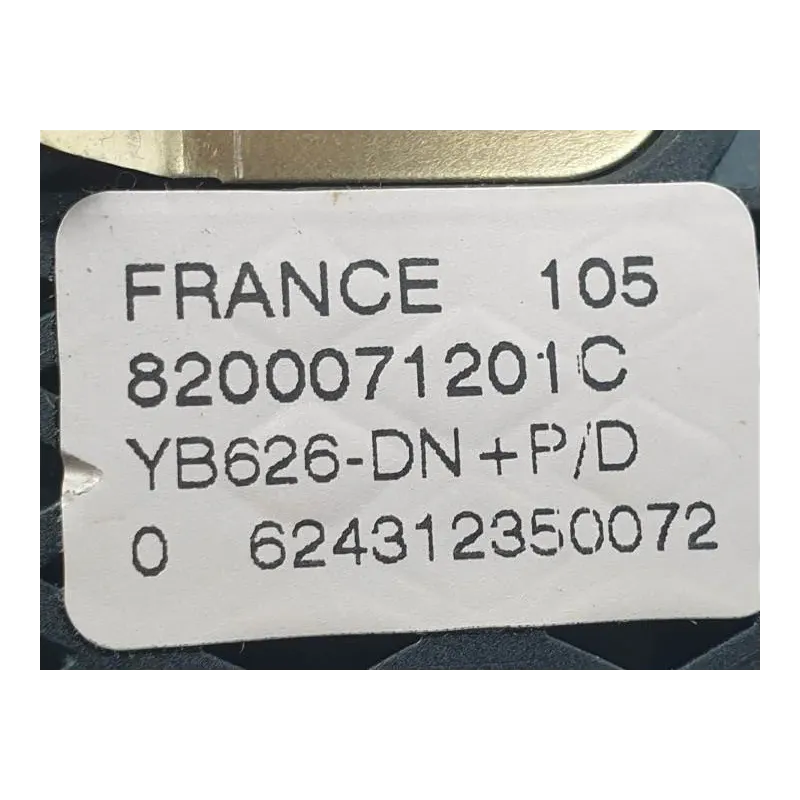 FRANCE 105
8200071201C
YB626-DN+P/D
0 624312350072